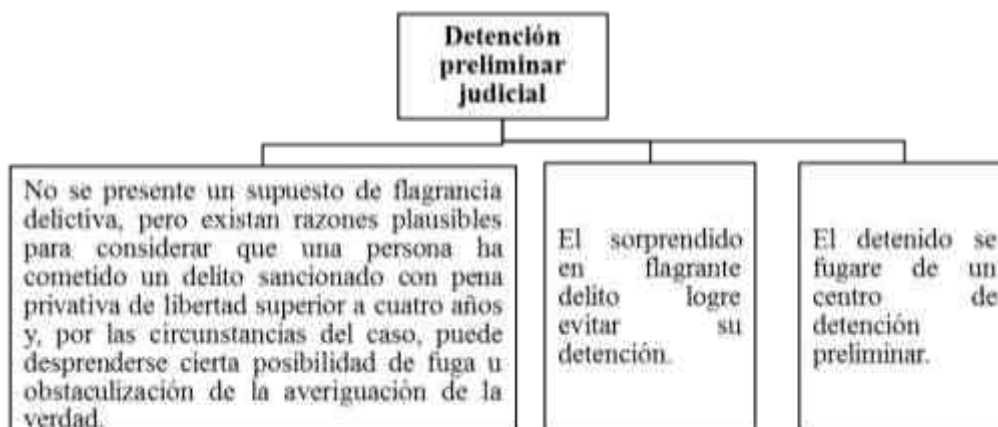 Detención
preliminar
judicial
No se presente un supuesto de flagrancia
delictiva, pero existan razones plausibles
para considerar que una persona ha
cometido un delito sancionado con pena
privativa de libertad superior a cuatro años
y, por las circunstancias del caso, puede
desprenderse cierta posibilidad de fuga u
obstaculización de la averiguación de la
verdad.
El sorprendido
en flagrante
delito logre
evitar su
detención.
El detenido se
fugare de un
centro de
detención
preliminar.